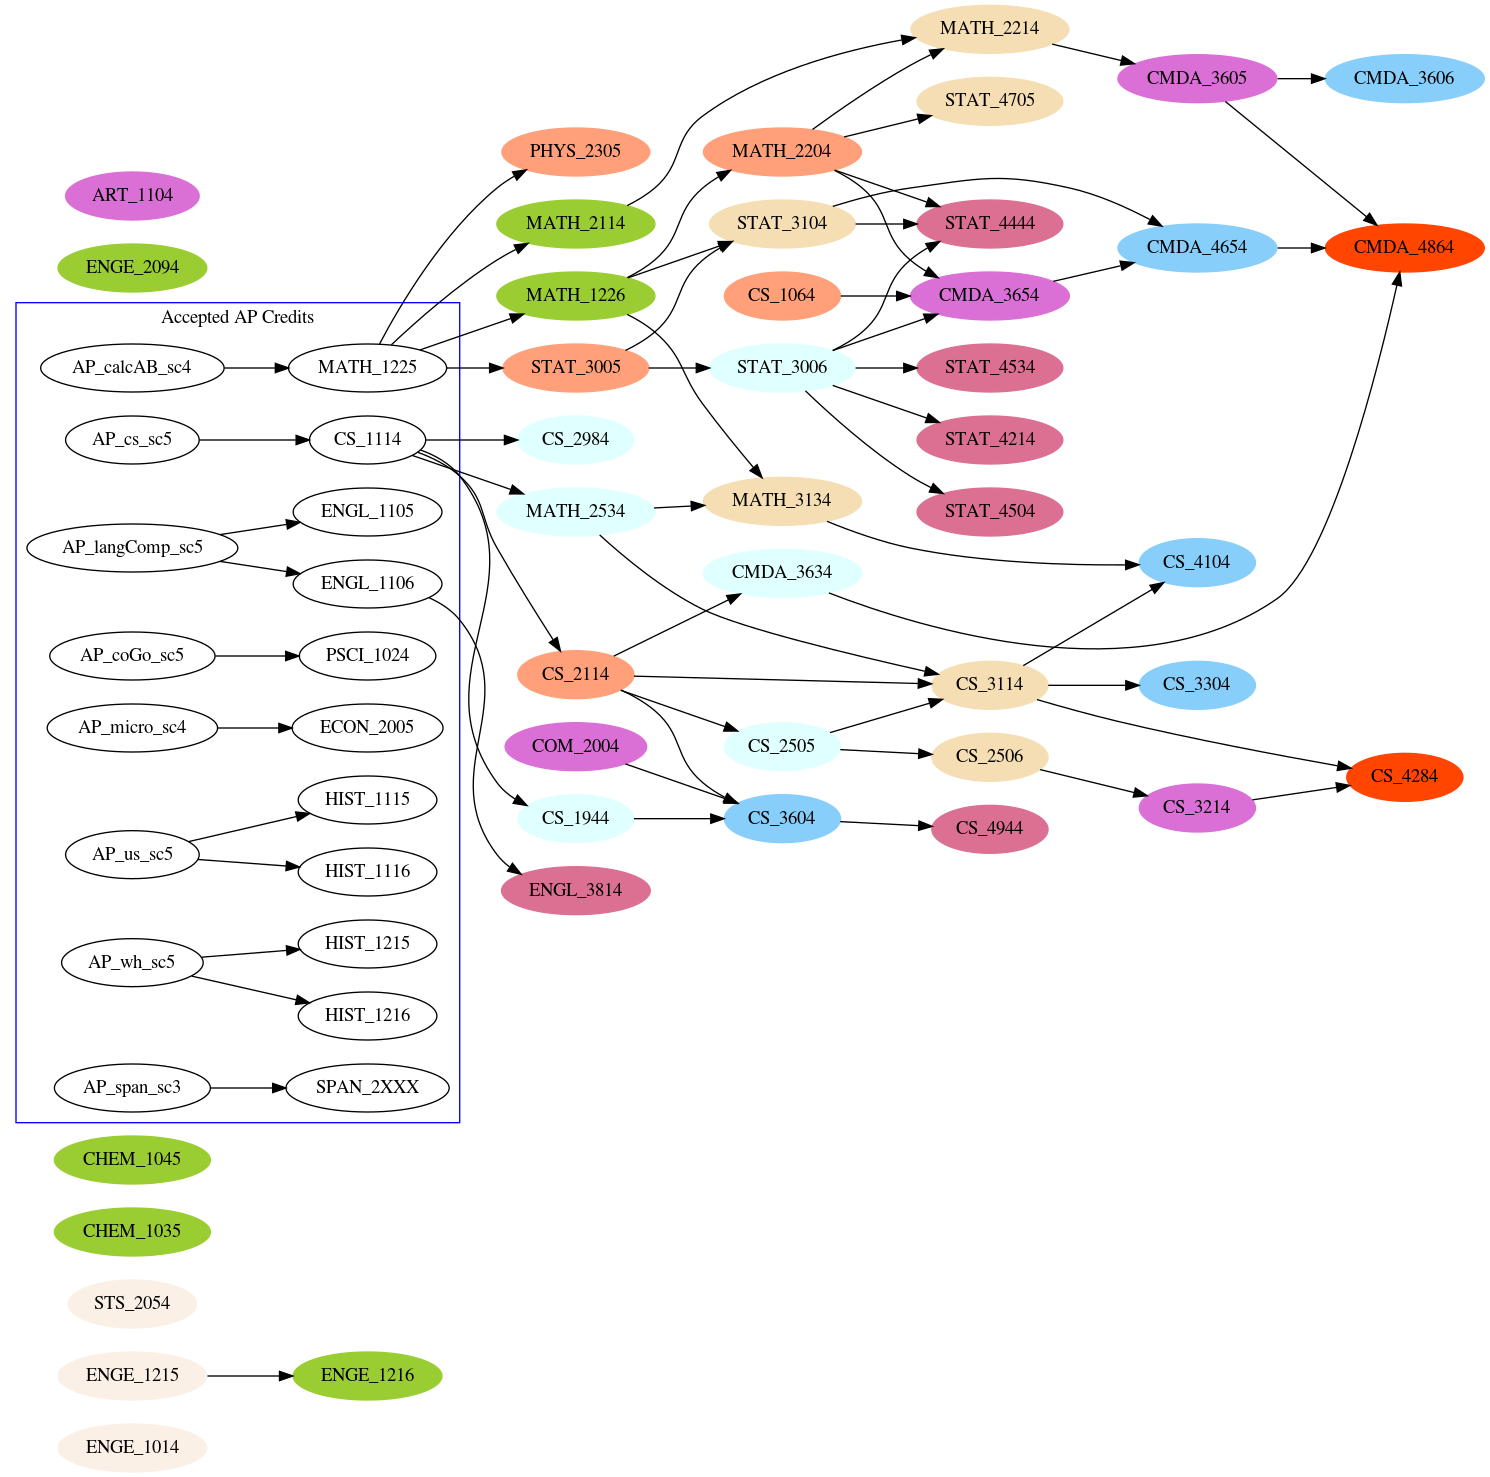 MATH_2214
CMDA_3605
CMDA_3606
STAT_4705
PHYS_2305
MATH_2204
ART_1104
MATH_2114
STAT_3104
STAT_4444
CMDA_4654
CMDA_4864
ENGE_2094
MATH_1226
CS_1064
CMDA_3654
Accepted AP Credits
AP_calcAB_sc4
MATH_1225
STAT_3005
STAT_3006
STAT_4534
AP_cs_sc5
CS_1114
CS_2984
STAT_4214
ENGL_1105
MATH_2534
MATH_3134
STAT_4504
AP_langComp_sc5
ENGL_1106
CMDA_3634
CS_4104
AP_coGo_sc5
PSCI_1024
CS_2114
CS_3114
CS_3304
AP_micro_sc4
ECON_2005
COM_2004
CS_2505
CS_2506
CS_4284
HIST_1115
CS_1944
CS_3604
CS_4944
CS_3214
AP_us_sc5
HIST_1116
ENGL_3814
HIST_1215
AP_wh_sc5
HIST_1216
AP_span_sc3
SPAN_2XXX
CHEM_1045
CHEM_1035
STS_2054
ENGE_1215
ENGE_1216
ENGE_1014